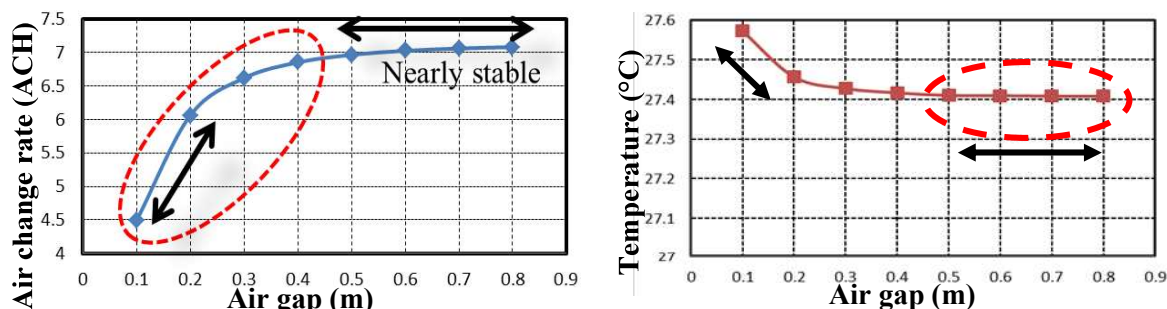 Air change rate (ACH)
7.5
7
6.5
6
5.5
5
4.5
4
Nearly stable
0 0.1 0.2 0.3 0.4 0.5 0.6 0.7 0.8 0.9
Air gap (m)
Temperature (°C)
27.6
27.5
27.4
27.3
27.2
27.1
27
0 0.1 0.2 0.3 0.4 0.5 0.6 0.7 0.8 0.9
Air gap (m)